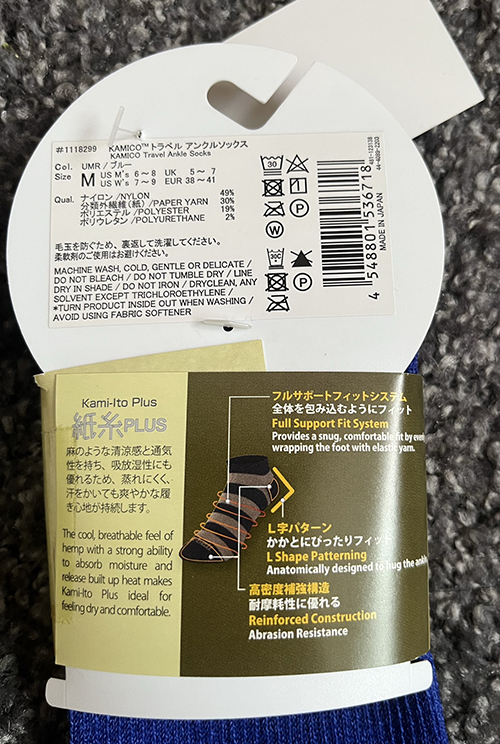 #1118299 KAMICO™トラベル アンクルソックス
KAMICO Travel Ankle Socks
Col. UMR / ブルー
Size M US M's 6~8 UK 5~7
US W's 7~9 EUR 38~41
Qual. ナイロン/NYLON 49%
分類外繊維(紙)/PAPER YARN 30%
ポリエステル/POLYESTER 19%
ポリウレタン/POLYURETHANE 2%
毛玉を防ぐため、裏返して洗濯してください。
柔軟剤のご使用はお避けください。
MACHINE WASH, COLD, GENTLE OR DELICATE /
DO NOT BLEACH / DO NOT TUMBLE DRY / LINE
DRY IN SHADE / DO NOT IRON / DRYCLEAN, ANY
SOLVENT EXCEPT TRICHLOROETHYLENE /
*TURN PRODUCT INSIDE OUT WHEN WASHING /
AVOID USING FABRIC SOFTENER
30
P
W
30C
P
4 548801 536718
MADE IN JAPAN
Kami-Ito Plus
紙糸PLUS
麻のような清涼感と通気
性を持ち、吸放湿性にも
優れるため、蒸れにくく、
汗をかいても爽やかな履
き心地が持続します。
The cool, breathable feel of
hemp with a strong ability
to absorb moisture and
release built up heat makes
Kami-Ito Plus ideal for
feeling dry and comfortable.
フルサポートフィットシステム
全体を包み込むようにフィット
Full Support Fit System
Provides a snug, comfortable fit by
wrapping the foot with elastic yarn.
L字パターン
かかとにぴったりフィット
L Shape Patterning
Anatomically designed to hug the
高密度補強構造
耐摩耗性に優れる
Reinforced Construction
Abrasion Resistance